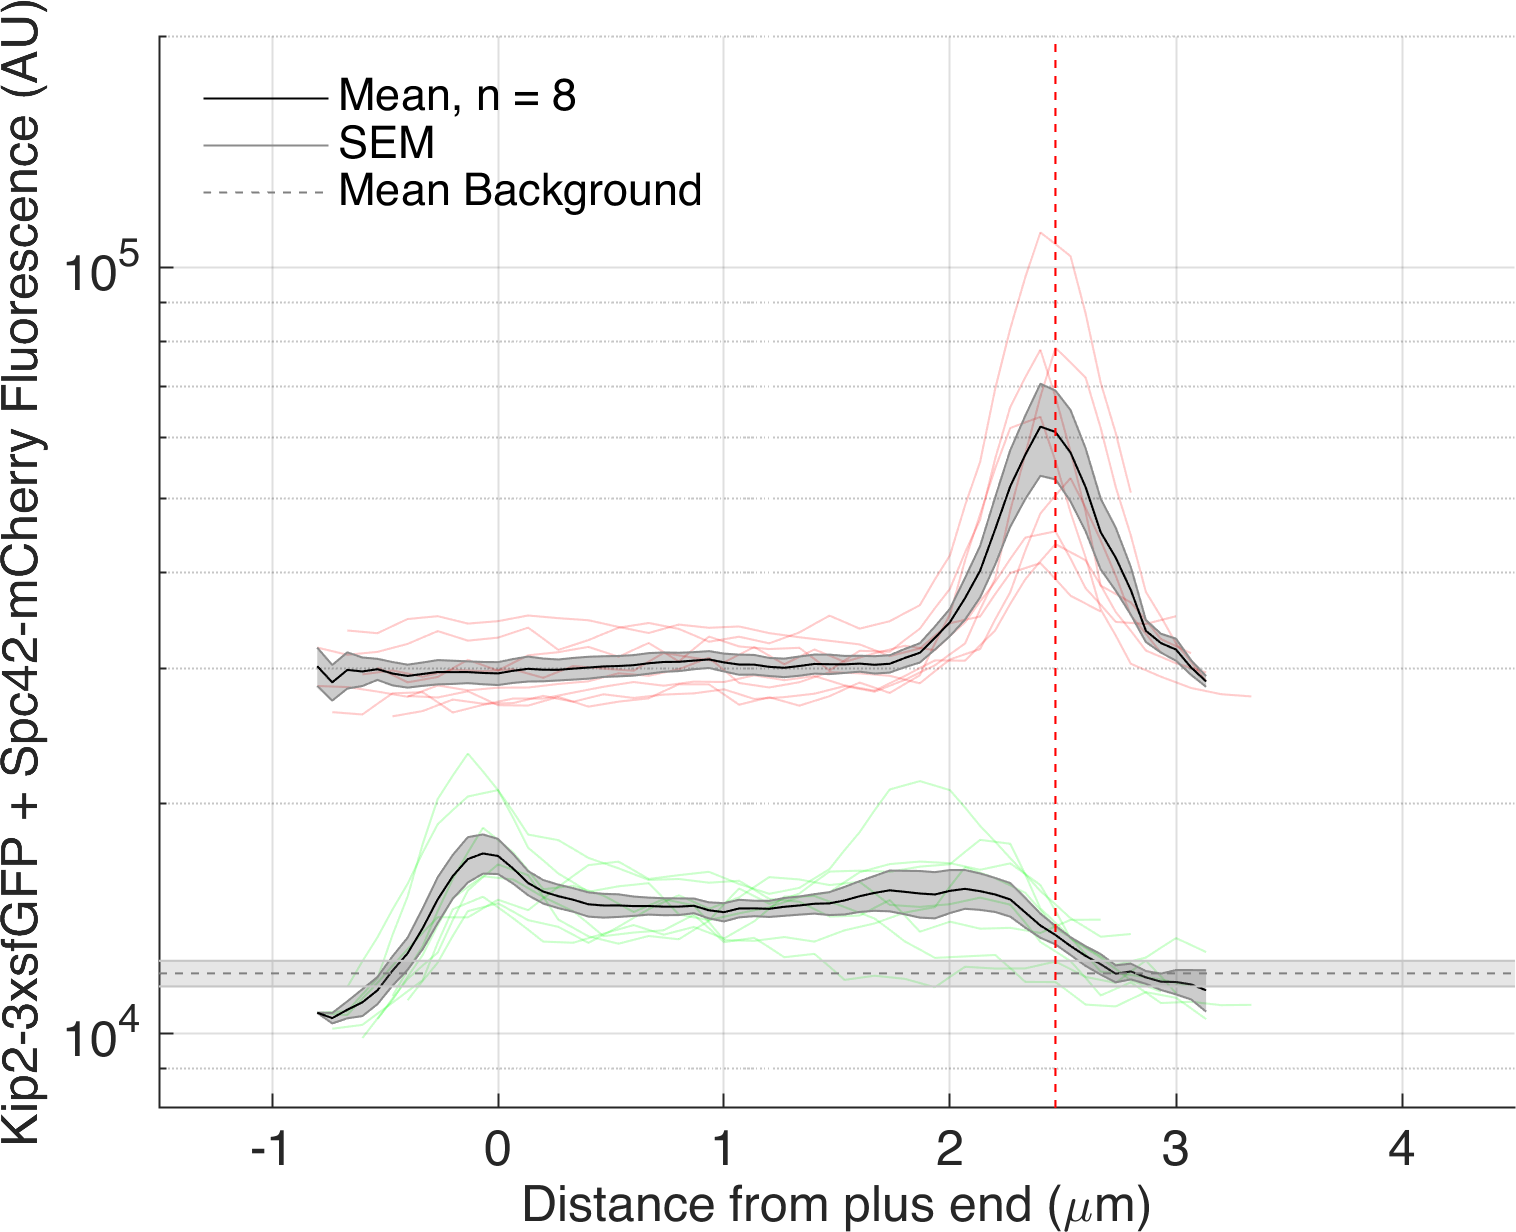 Kip2-3xsfGFP + Spc42-mCherry Fluorescence (AU)
Mean, n = 8
SEM
Mean Background
10^5
10^4
-1 0 1 2 3 4
Distance from plus end (μm)